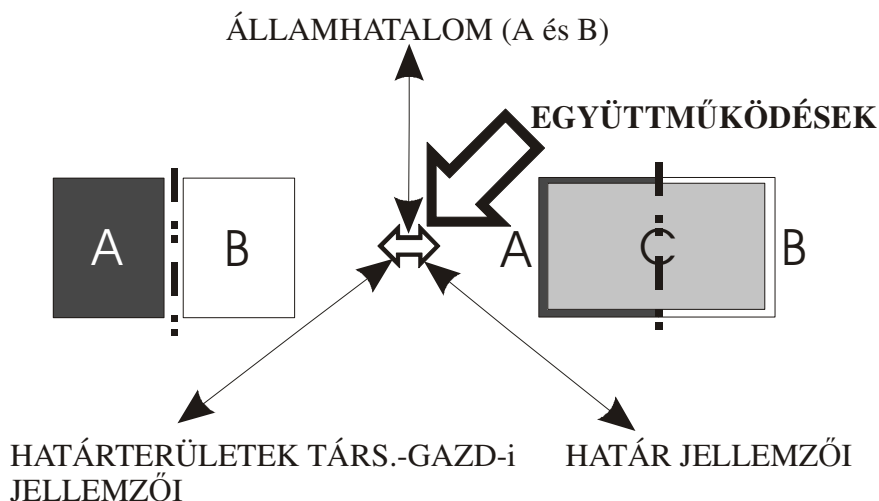 ÁLLAMHATALOM (A és B)
EGYÜTTMŰKÖDÉSEK
A
B
A
C
B
HATÁRTERÜLETEK TÁRS.-GAZD-i
JELLEMZŐI
HATÁR JELLEMZŐI